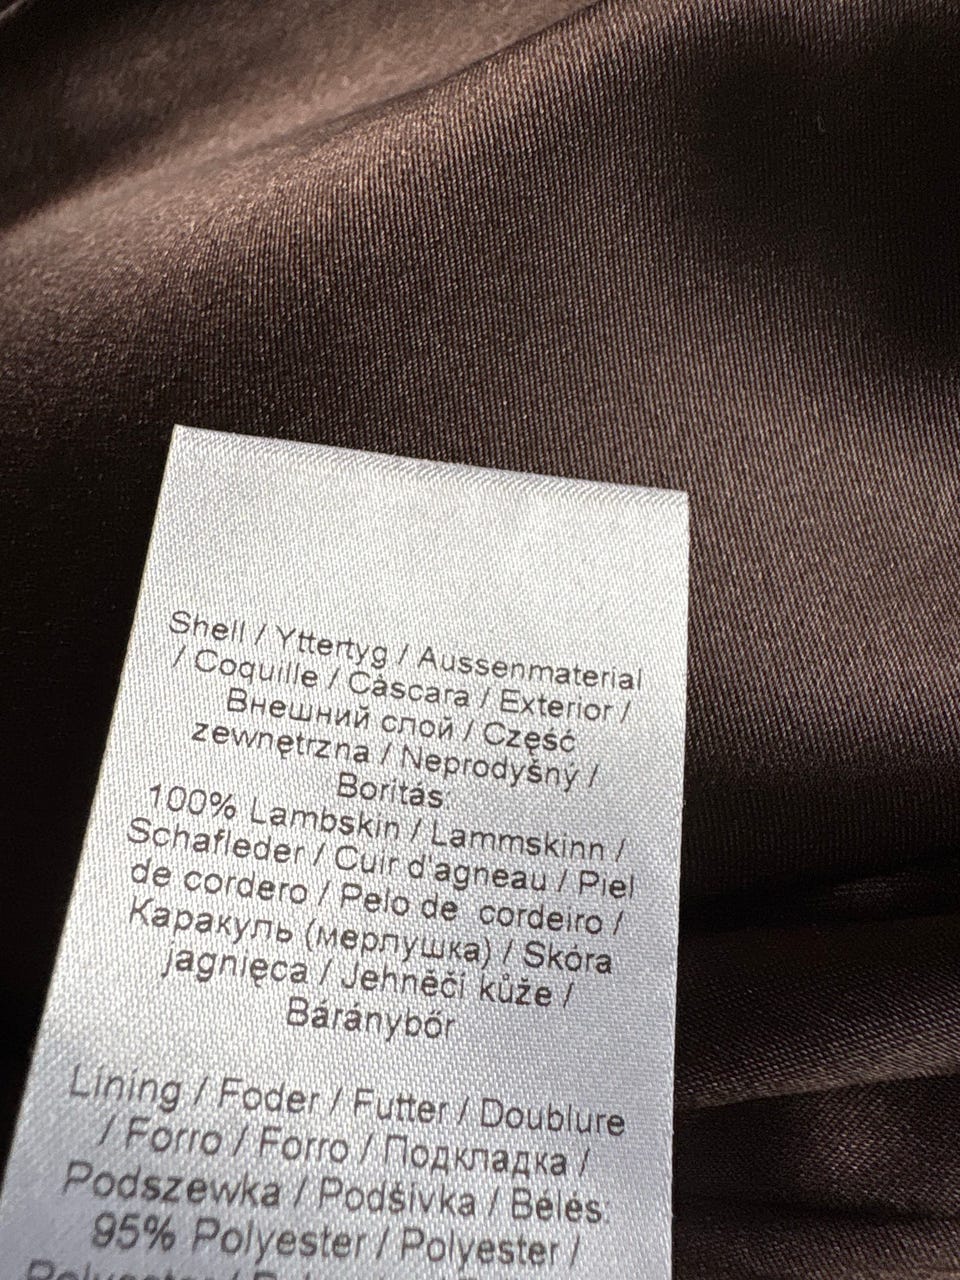 Shell / Yttertyg / Aussenmaterial
/ Coquille / Cáscara / Exterior /
Внешний слой / Część
zewnętrzna / Neprodyšný /
Borítás:
100% Lambskin / Lammskinn /
Schafleder / Cuir d'agneau / Piel
de cordero / Pelo de cordeiro /
Каракуль (мерлушка) / Skóra
jagnięca / Jehněčí kůže /
Báránybőr
Lining / Foder / Futter / Doublure
/ Forro / Forro / Подкладка /
Podszewka / Podšívka / Bélés:
95% Polyester / Polyester /
Polyester /